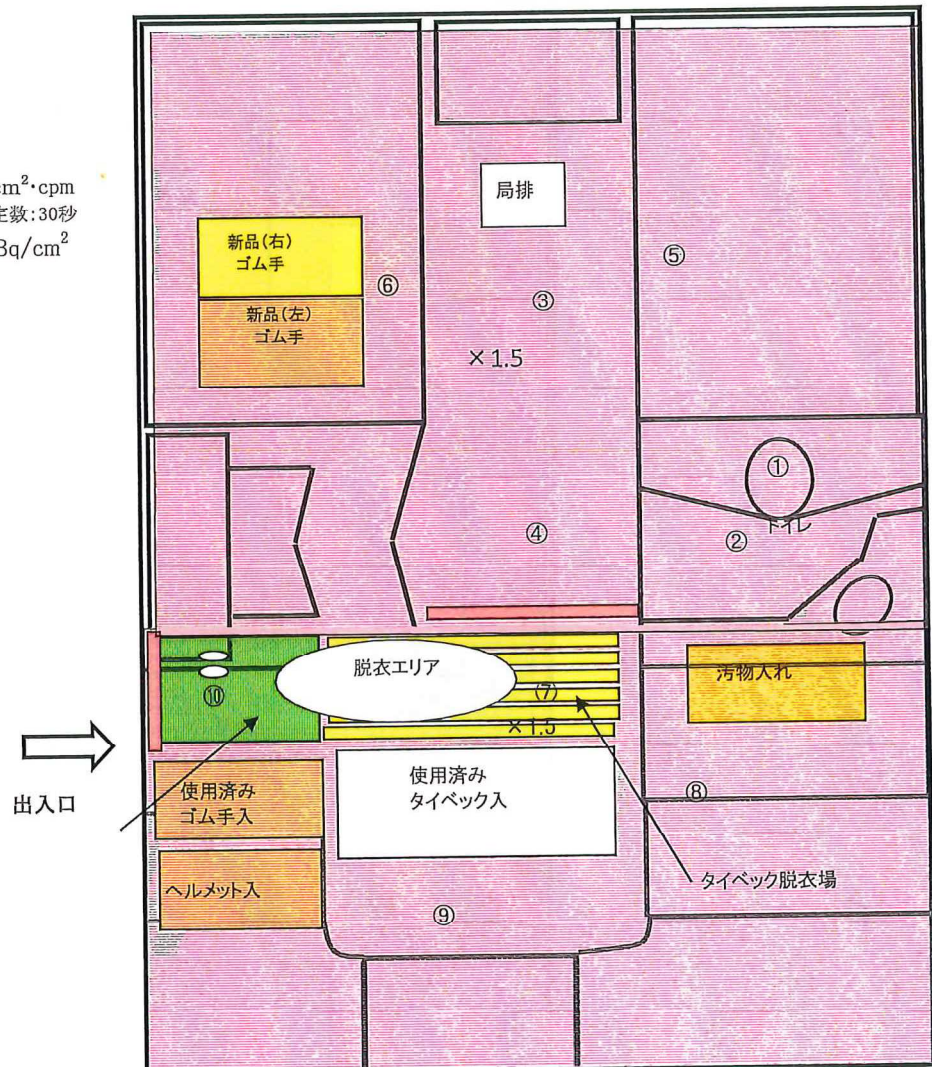 cm²・cpm
定数:30秒
Bq/cm²
局排
新品(右)
ゴム手
⑥
⑤
③
新品(左)
ゴム手
×1.5
①
トイレ
④
②
脱衣エリア
汚物入れ
⑩
(7)
×1.5
出入口
使用済み
ゴム手入
使用済み
タイベック入
⑧
ヘルメット入
タイベック脱衣場
⑨